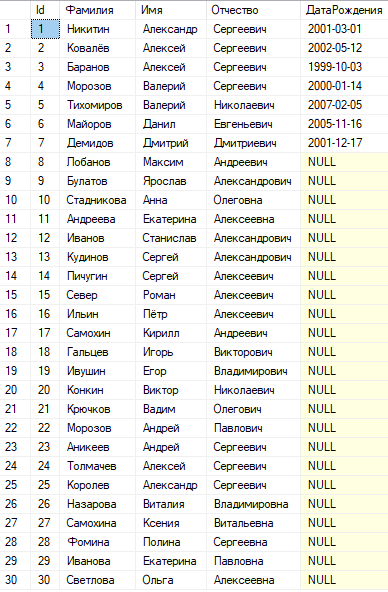 Id Фамилия Имя Отчество ДатаРождения
1 1 Никитин Александр Сергеевич 2001-03-01
2 2 Ковалёв Алексей Сергеевич 2002-05-12
3 3 Баранов Алексей Сергеевич 1999-10-03
4 4 Морозов Валерий Сергеевич 2000-01-14
5 5 Тихомиров Валерий Николаевич 2007-02-05
6 6 Майоров Данил Евгеньевич 2005-11-16
7 7 Демидов Дмитрий Дмитриевич 2001-12-17
8 8 Лобанов Максим Андреевич NULL
9 9 Булатов Ярослав Александрович NULL
10 10 Стадникова Анна Олеговна NULL
11 11 Андреева Екатерина Алексеевна NULL
12 12 Иванов Станислав Александрович NULL
13 13 Кудинов Сергей Александрович NULL
14 14 Пичугин Сергей Алексеевич NULL
15 15 Север Роман Алексеевич NULL
16 16 Ильин Пётр Алексеевич NULL
17 17 Самохин Кирилл Андреевич NULL
18 18 Гальцев Игорь Викторович NULL
19 19 Ивушин Егор Владимирович NULL
20 20 Конкин Виктор Николаевич NULL
21 21 Крючков Вадим Олегович NULL
22 22 Морозов Андрей Павлович NULL
23 23 Аникеев Андрей Сергеевич NULL
24 24 Толмачев Алексей Сергеевич NULL
25 25 Королев Александр Сергеевич NULL
26 26 Назарова Виталия Владимировна NULL
27 27 Самохина Ксения Витальевна NULL
28 28 Фомина Полина Сергеевна NULL
29 29 Иванова Екатерина Павловна NULL
30 30 Светлова Ольга Алексеевна NULL